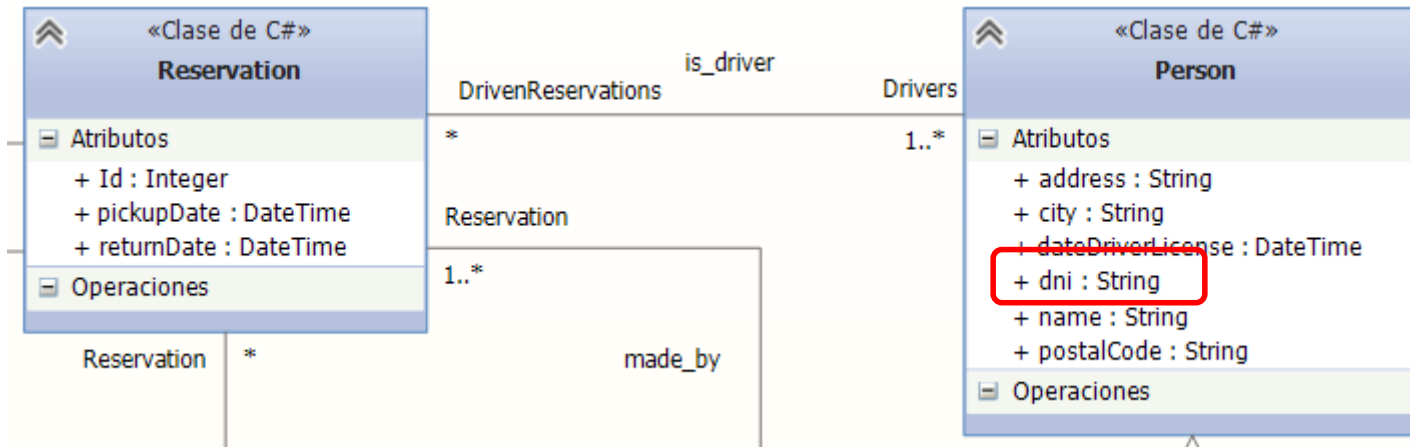 «Clase de C#»
Reservation
Atributos
+ Id : Integer
+ pickupDate : DateTime
+ returnDate : DateTime
Operaciones
is_driver
DrivenReservations
Drivers
*
1..*
Reservation
1..*
made_by
Reservation
*
«Clase de C#»
Person
Atributos
+ address : String
+ city : String
+ dateDriverLicense : DateTime
+ dni : String
+ name : String
+ postalCode : String
Operaciones